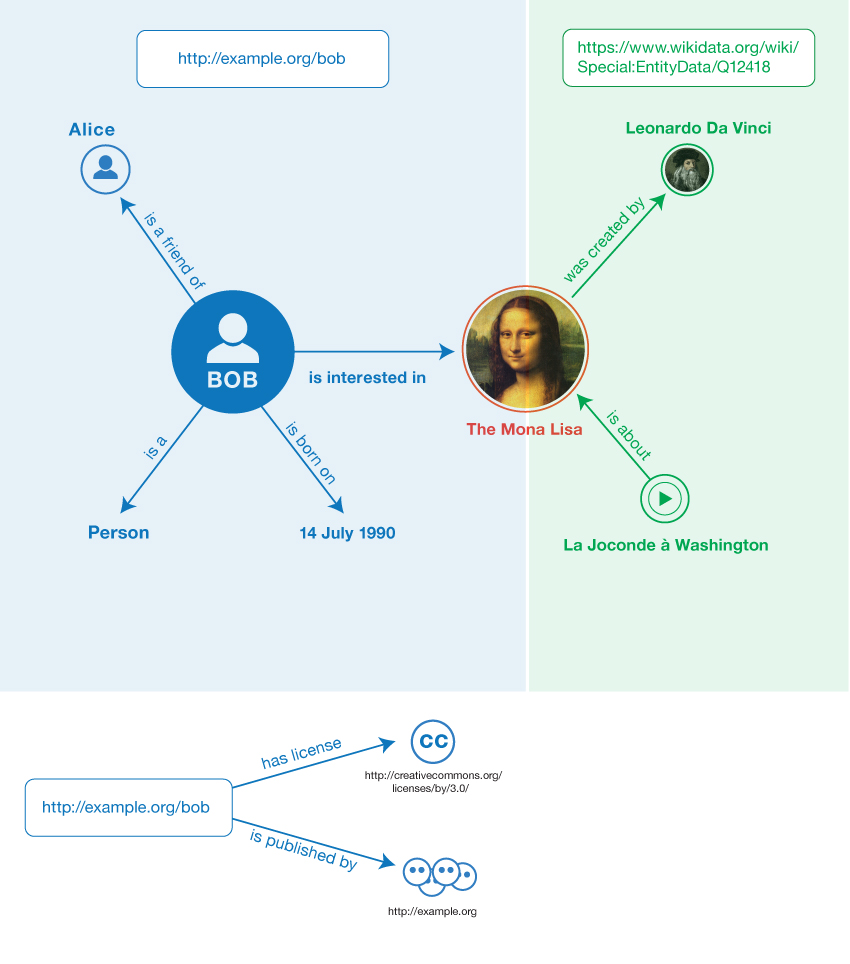 http://example.org/bob
https://www.wikidata.org/wiki/
Special:EntityData/Q12418
Alice
Leonardo Da Vinci
is a friend of
was created by
BOB
is interested in
The Mona Lisa
is a
is born on
is about
Person
14 July 1990
La Joconde à Washington
has license
cc
http://creativecommons.org/
licenses/by/3.0/
http://example.org/bob
is published by
http://example.org